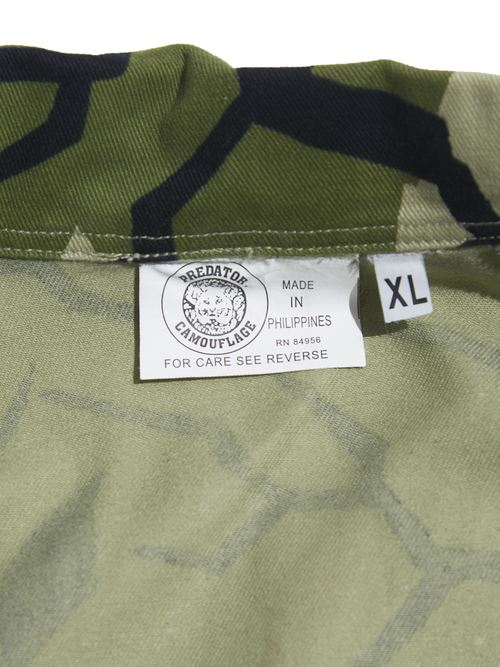 PREDATOR
CAMOUFLAGE
MADE
IN
PHILIPPINES
RN 84956
FOR CARE SEE REVERSE
XL